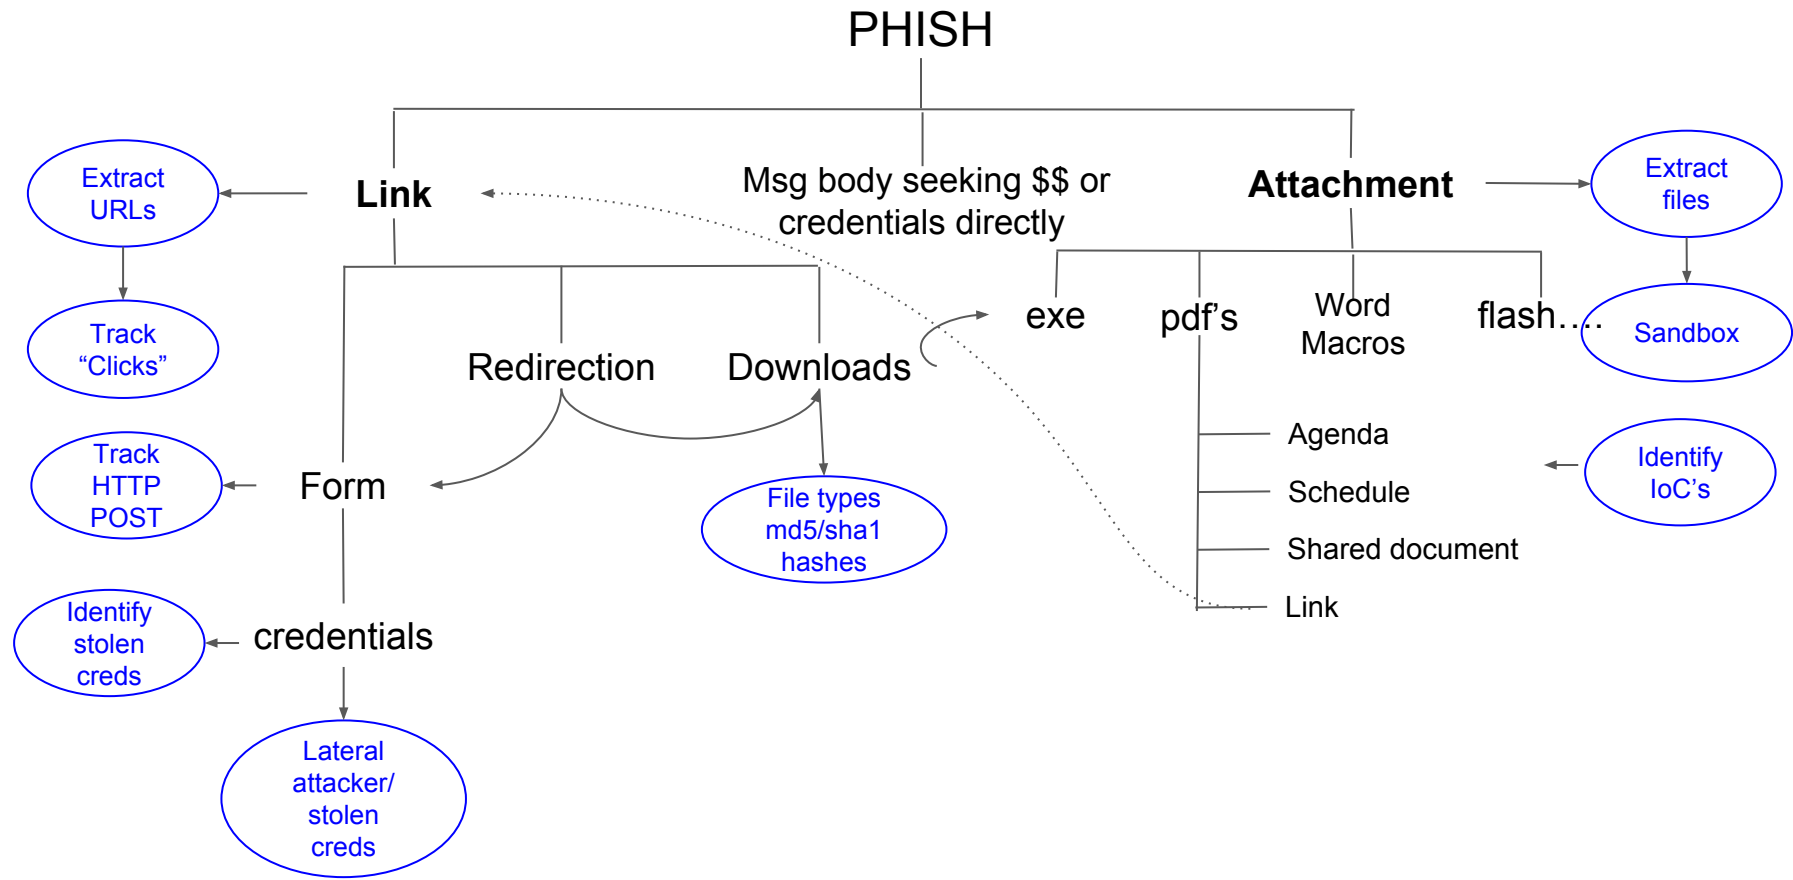 PHISH
Extract
URLs
Link
Msg body seeking $$ or
credentials directly
Attachment
Extract
files
Track
“Clicks”
Redirection
Downloads
exe
pdf’s
Word
Macros
flash....
Sandbox
Agenda
Schedule
Shared document
Link
Identify
IoC’s
Track
HTTP
POST
Form
File types
md5/sha1
hashes
Identify
stolen
creds
credentials
Lateral
attacker/
stolen
creds